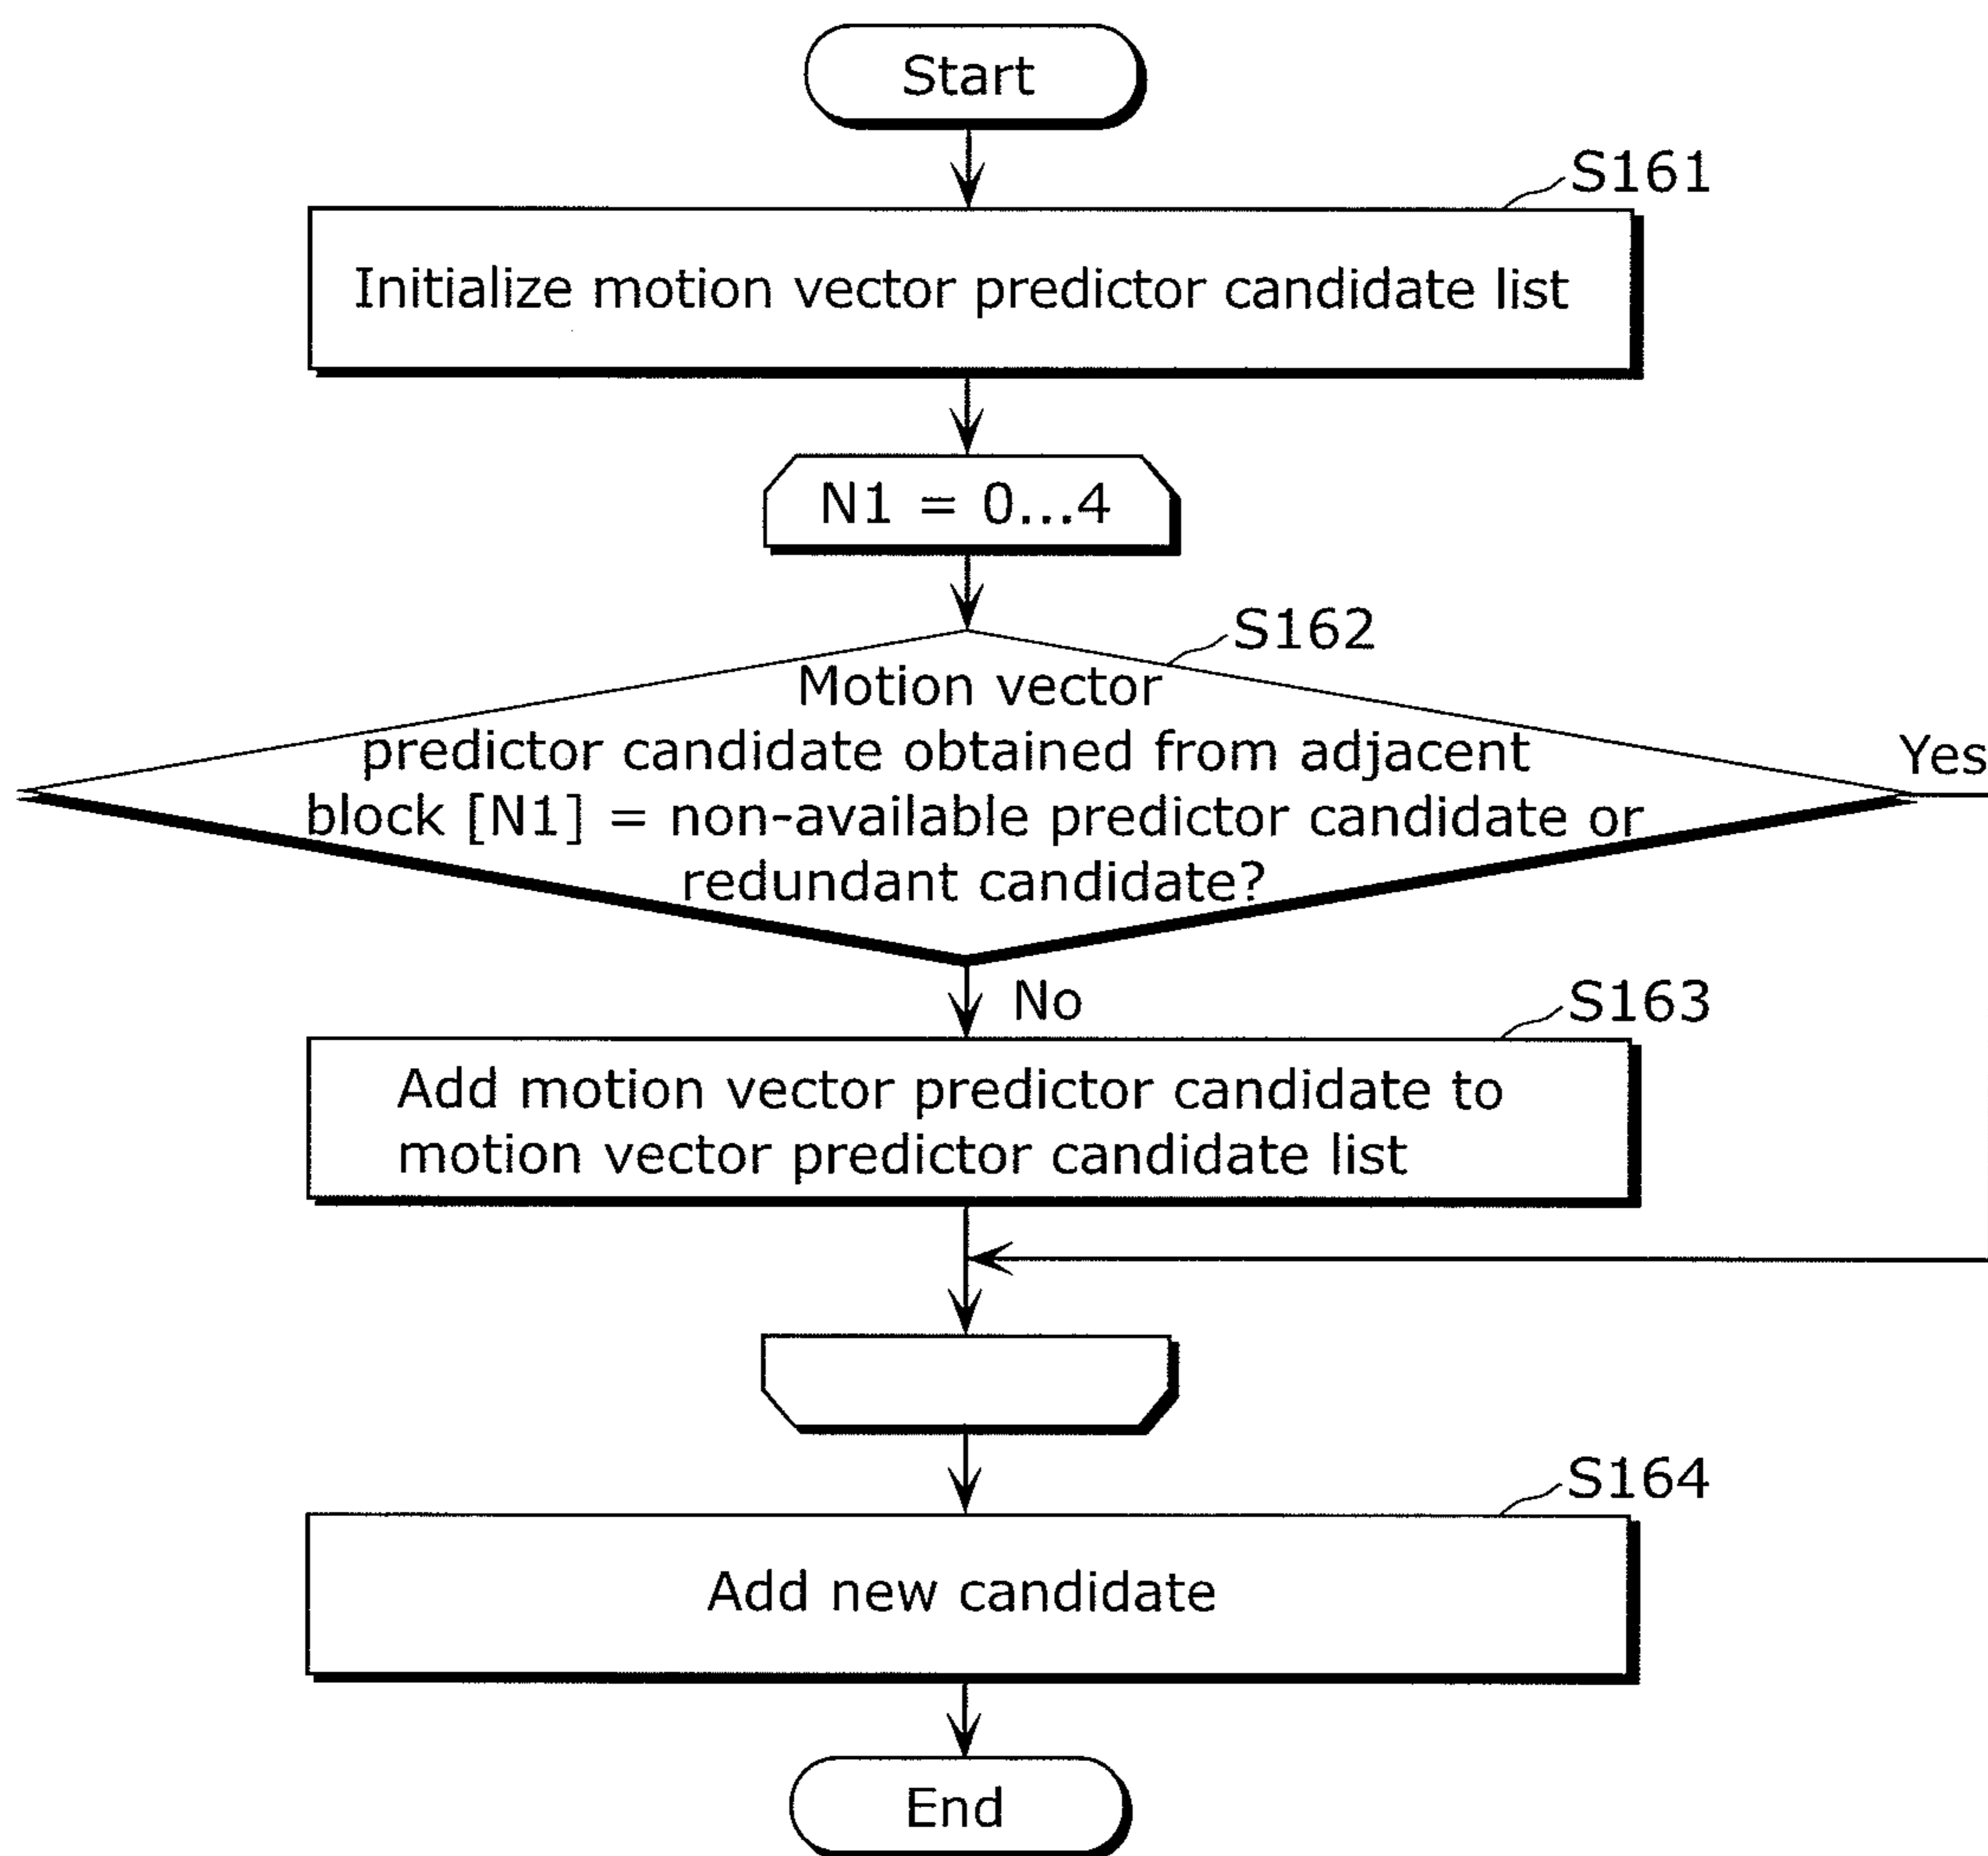 Start
S161
Initialize motion vector predictor candidate list
N1 = 0...4
S162
Motion vector
predictor candidate obtained from adjacent
block [N1] = non-available predictor candidate or
redundant candidate?
Yes
No
S163
Add motion vector predictor candidate to
motion vector predictor candidate list
S164
Add new candidate
End